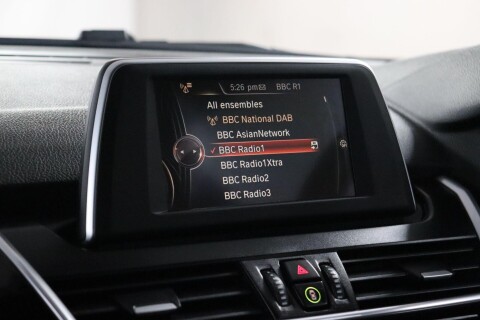 5:26 pm BBC R1
All ensembles
BBC National DAB
BBC AsianNetwork
BBC Radio1
BBC Radio1Xtra
BBC Radio2
BBC Radio3